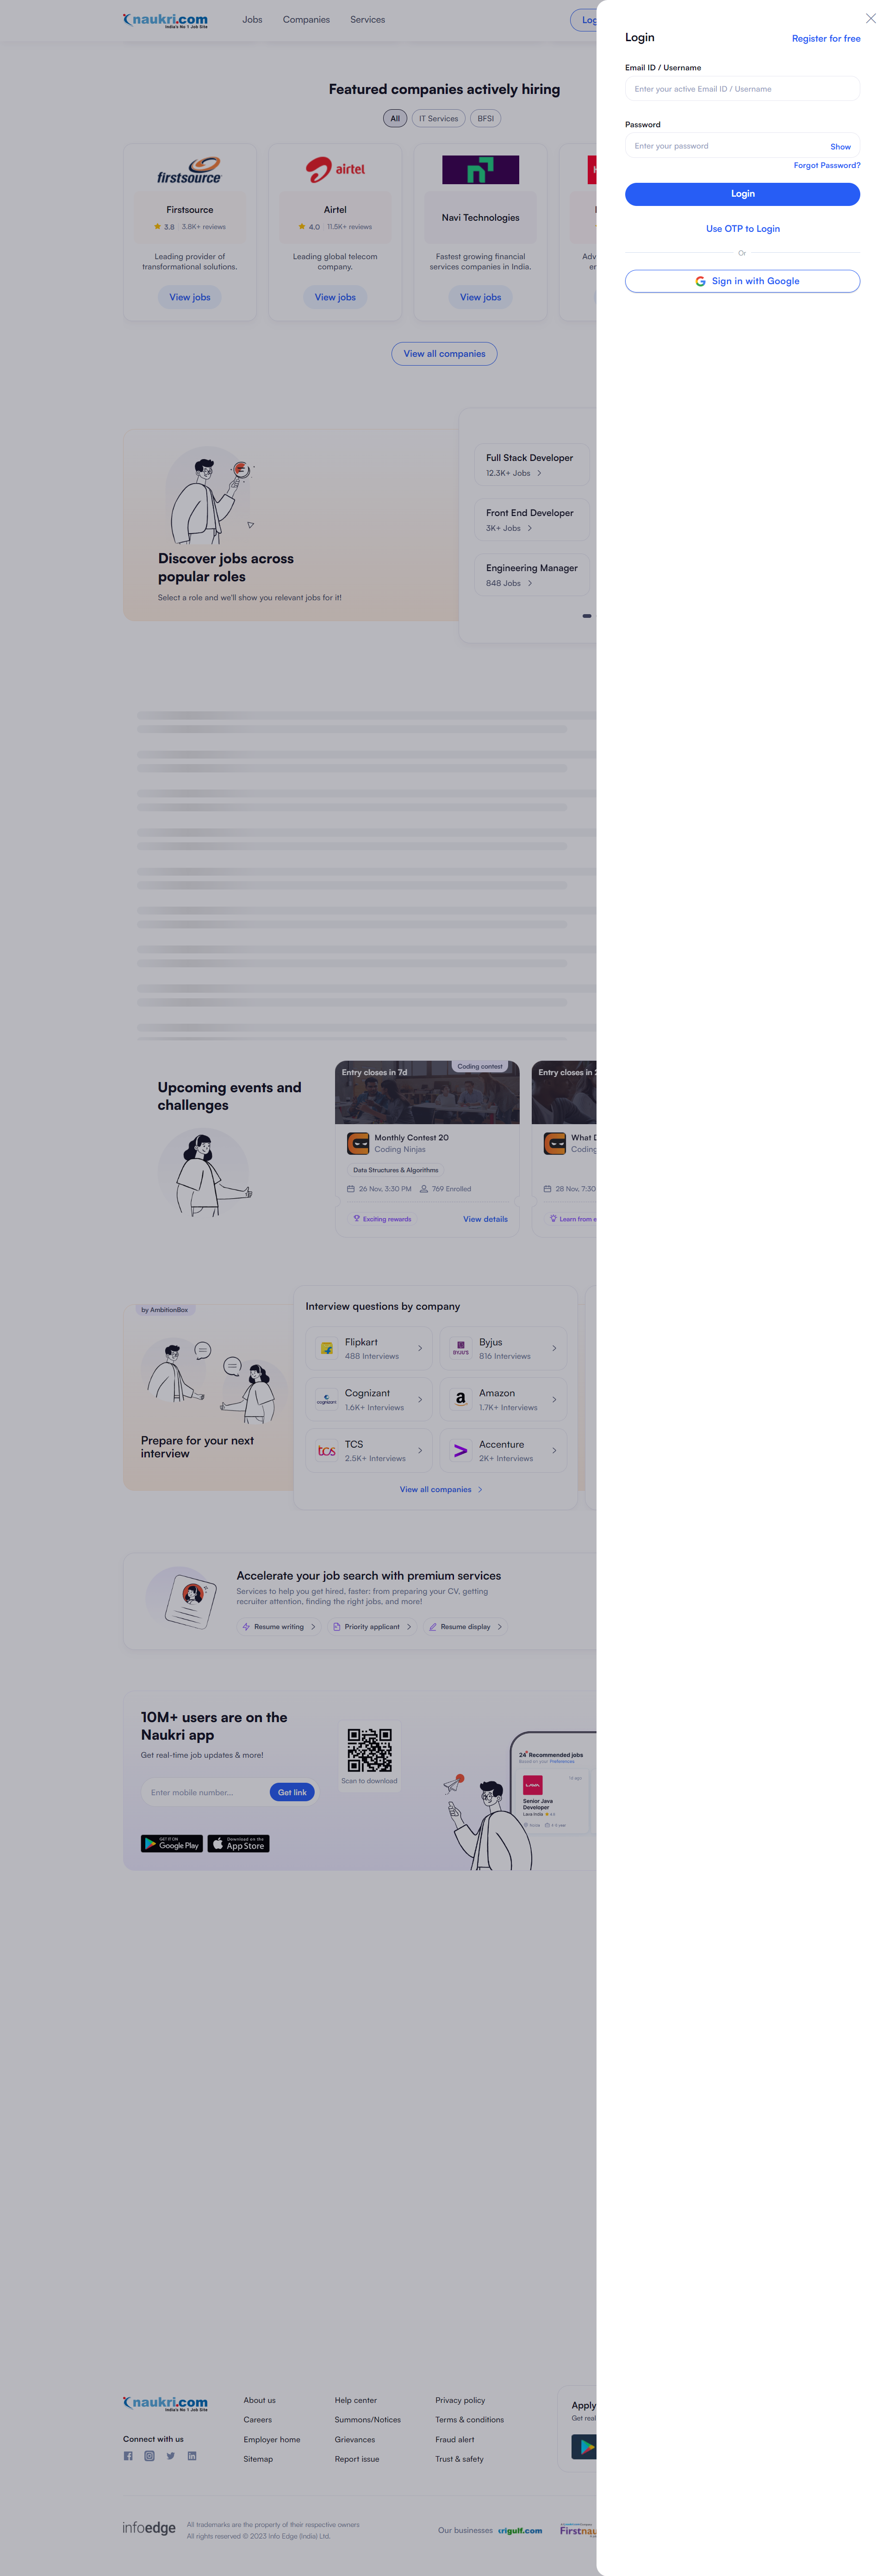 naukri.com
India's No 1 Job Site
Jobs
Companies
Services
Login
Register for free
Email ID / Username
Enter your active Email ID / Username
Password
Enter your password
Show
Forgot Password?
Login
Use OTP to Login
Or
Sign in with Google
Featured companies actively hiring
All
IT Services
BFSI
firstsource
Firstsource
3.8
3.8K+ reviews
Leading provider of
transformational solutions.
View jobs
airtel
Airtel
4.0
11.5K+ reviews
Leading global telecom
company.
View jobs
Navi Technologies
Fastest growing financial
services companies in India.
View jobs
View all companies
Discover jobs across
popular roles
Select a role and we'll show you relevant jobs for it!
Full Stack Developer
12.3K+ Jobs
Front End Developer
3K+ Jobs
Engineering Manager
848 Jobs
Upcoming events and
challenges
Entry closes in 7d
Coding contest
Monthly Contest 20
Coding Ninjas
Data Structures & Algorithms
26 Nov, 3:30 PM
769 Enrolled
Exciting rewards
View details
Entry closes in
What
28 Nov,
Learn from
by AmbitionBox
Prepare for your next
interview
Interview questions by company
Flipkart
488 Interviews
BYJU'S
Byjus
816 Interviews
cognizant
Cognizant
1.6K+ Interviews
Amazon
1.7K+ Interviews
tcs
TCS
2.5K+ Interviews
Accenture
2K+ Interviews
View all companies
Accelerate your job search with premium services
Services to help you get hired, faster: from preparing your CV, getting
recruiter attention, finding the right jobs, and more!
Resume writing
Priority applicant
Resume display
10M+ users are on the
Naukri app
Get real-time job updates & more!
Enter mobile number...
Get link
Scan to download
GET IT ON
Google Play
Download on the
App Store
24 Recommended jobs
Based on your Preferences
LAVA
Senior Java
Developer
Lava India
naukri.com
India's No 1 Job Site
Connect with us
About us
Careers
Employer home
Sitemap
Help center
Summons/Notices
Grievances
Report issue
Privacy policy
Terms & conditions
Fraud alert
Trust & safety
Apply
Get real
infoedge
All trademarks are the property of their respective owners
All rights reserved © 2023 Info Edge (India) Ltd.
Our businesses